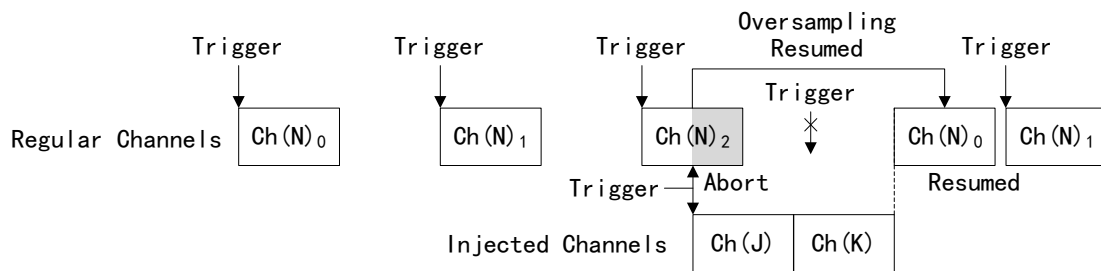 Oversampling
Resumed
Trigger Trigger Trigger Trigger
Trigger
Regular Channels Ch(N)₀ Ch(N)₁ Ch(N)₂ Ch(N)₀ Ch(N)₁
Trigger Abort Resumed
Injected Channels Ch(J) Ch(K)